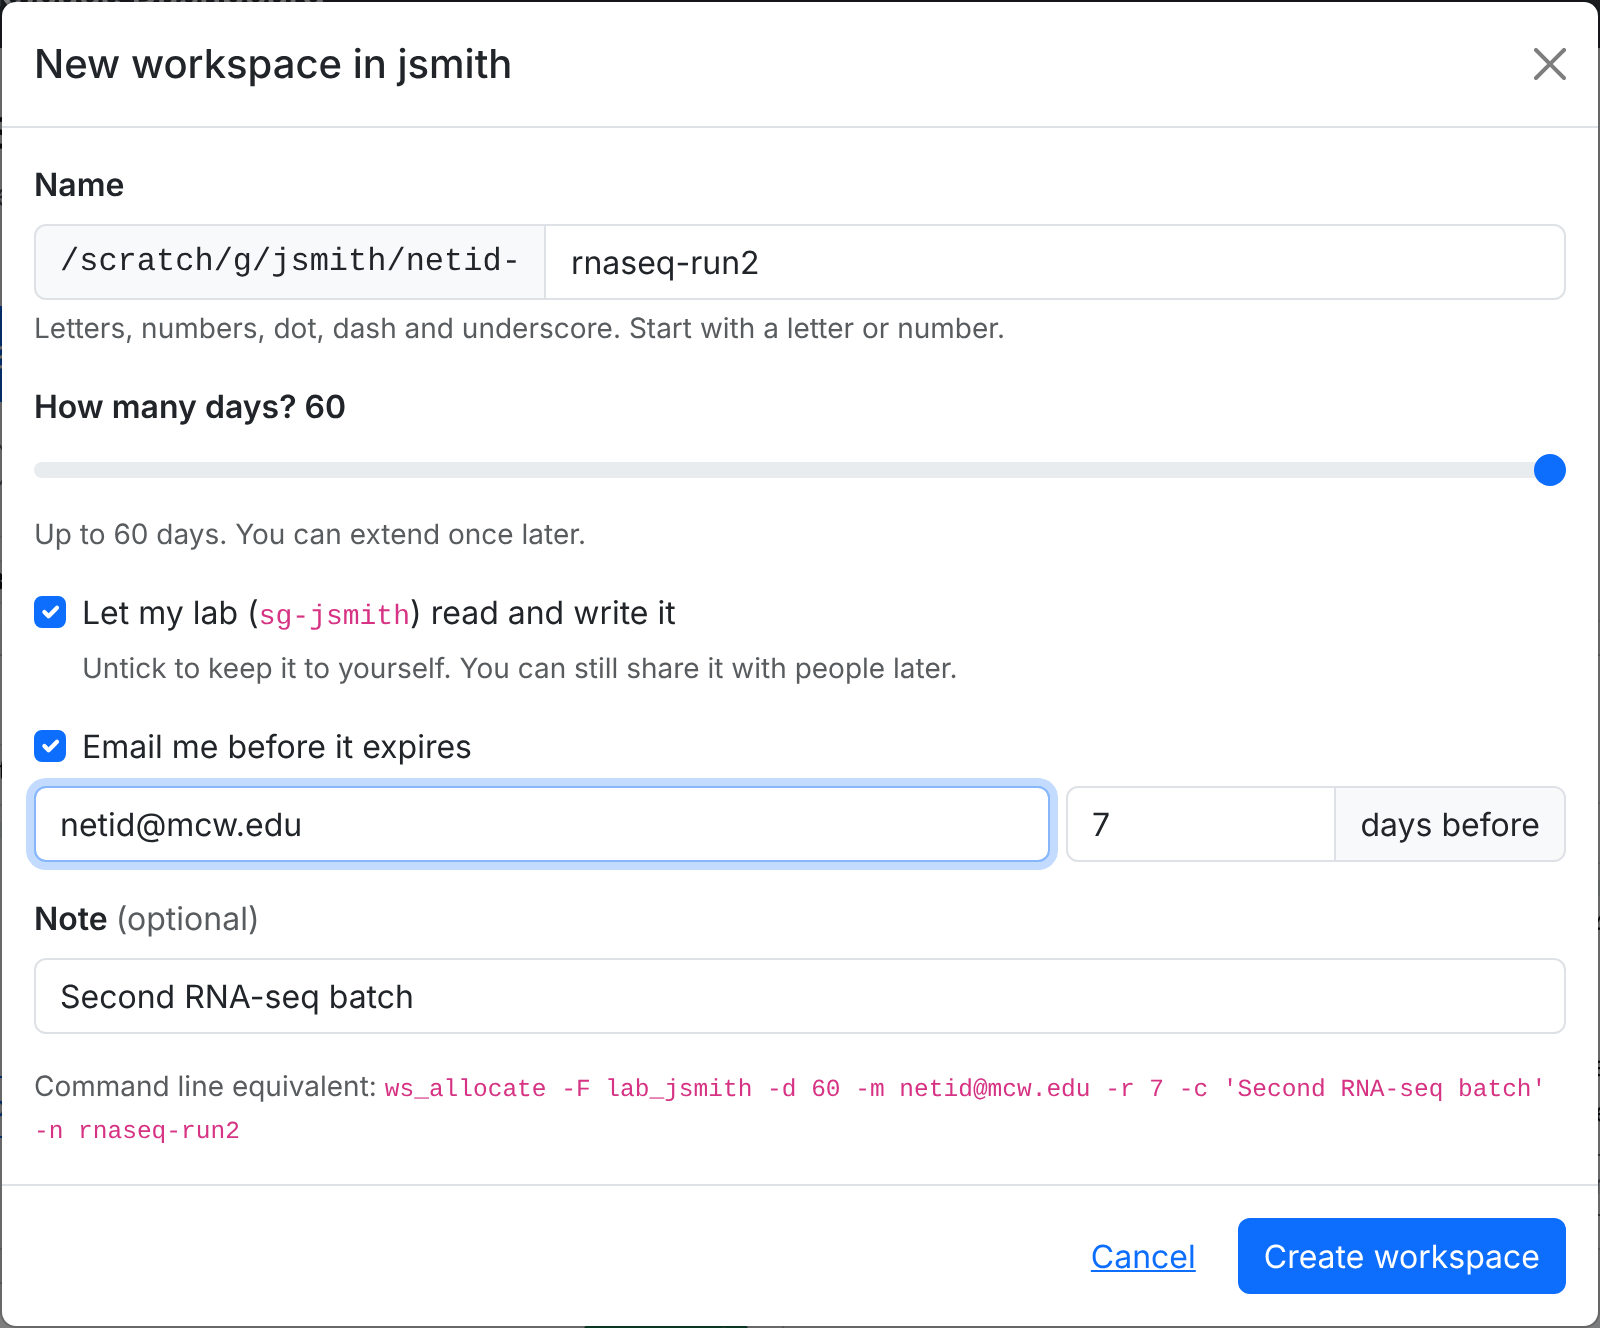 New workspace in jsmith
Name
/scratch/g/jsmith/netid- rnaseq-run2
Letters, numbers, dot, dash and underscore. Start with a letter or number.
How many days? 60
Up to 60 days. You can extend once later.
Let my lab (sg-jsmith) read and write it
Untick to keep it to yourself. You can still share it with people later.
Email me before it expires
netid@mcw.edu 7 days before
Note (optional)
Second RNA-seq batch
Command line equivalent: ws_allocate -F lab_jsmith -d 60 -m netid@mcw.edu -r 7 -c 'Second RNA-seq batch'
-n rnaseq-run2
Cancel Create workspace